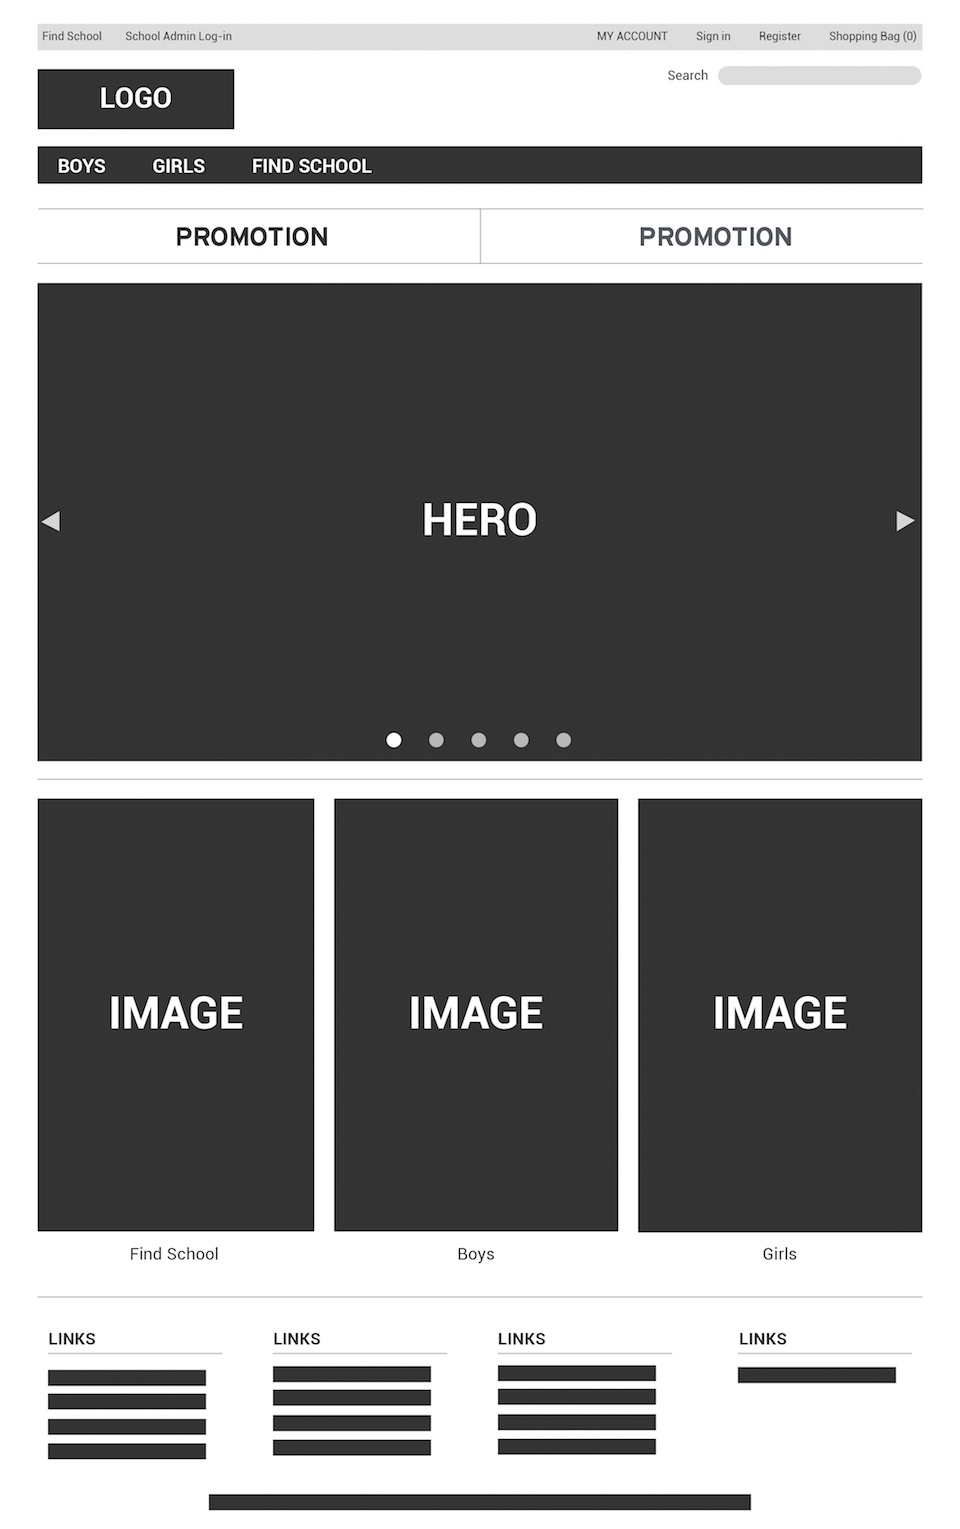 Find School School Admin Log-in MY ACCOUNT Sign in Register Shopping Bag (0)
Search
LOGO
BOYS GIRLS FIND SCHOOL
PROMOTION PROMOTION
HERO
IMAGE IMAGE IMAGE
Find School Boys Girls
LINKS LINKS LINKS LINKS